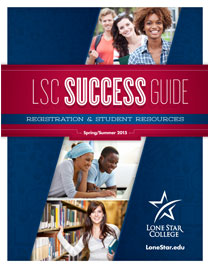 LSC SUCCESS GUIDE
REGISTRATION & STUDENT RESOURCES
Spring/Summer 2015
LONE STAR
COLLEGE
LoneStar.edu